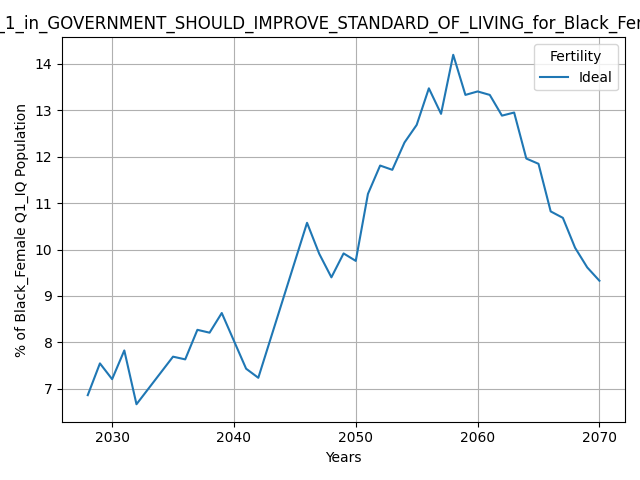 _1_in_GOVERNMENT_SHOULD_IMPROVE_STANDARD_OF_LIVING_for_Black_Fem
Fertility
Ideal
14
13
12
11
10
9
8
7
% of Black_Female Q1_IQ Population
2030 2040 2050 2060 2070
Years